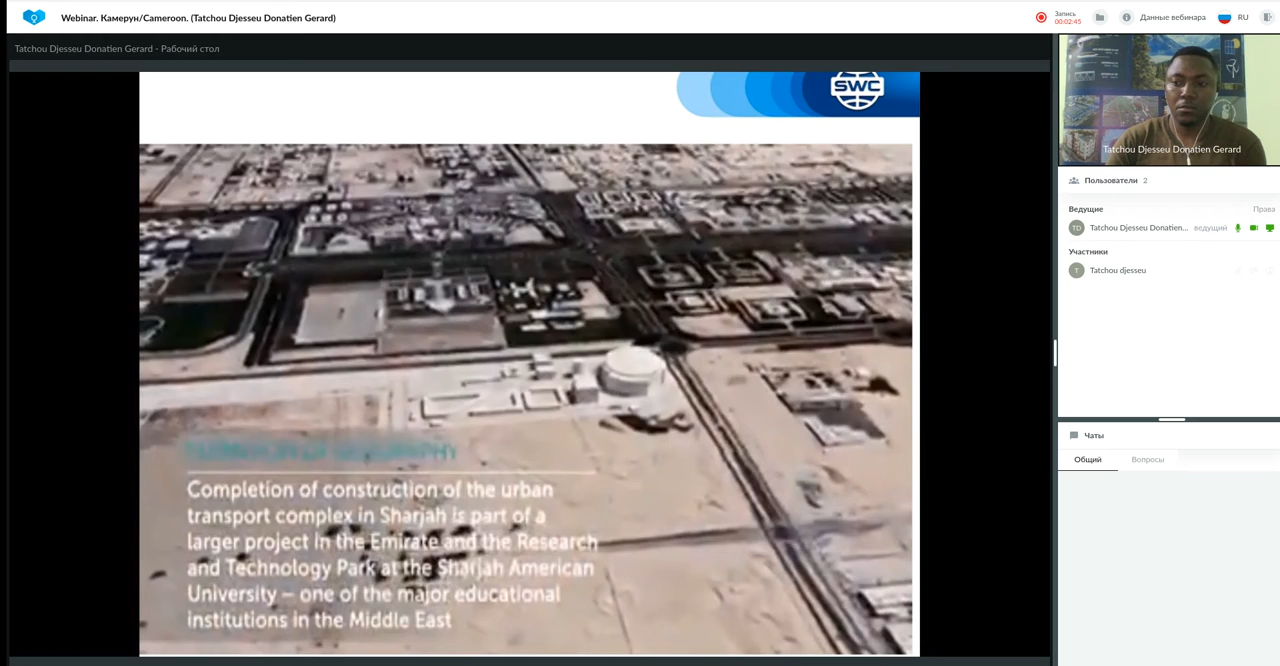 Webinar. Камерун/Cameroon. (Tatchou Djesseu Donatien Gerard)
Запись
00:02:45
Данные вебинара
RU
Tatchou Djesseu Donatien Gerard - Рабочий стол
SWC
Tatchou Djesseu Donatien Gerard
Пользователи 2
Ведущие Права
TD Tatchou Djesseu Donatien... ведущий
Участники
T Tatchou djesseu
Чаты
Общий Вопросы
Completion of construction of the urban
transport complex in Sharjah is part of a
larger project in the Emirate and the Research
and Technology Park at the Sharjah American
University – one of the major educational
institutions in the Middle East